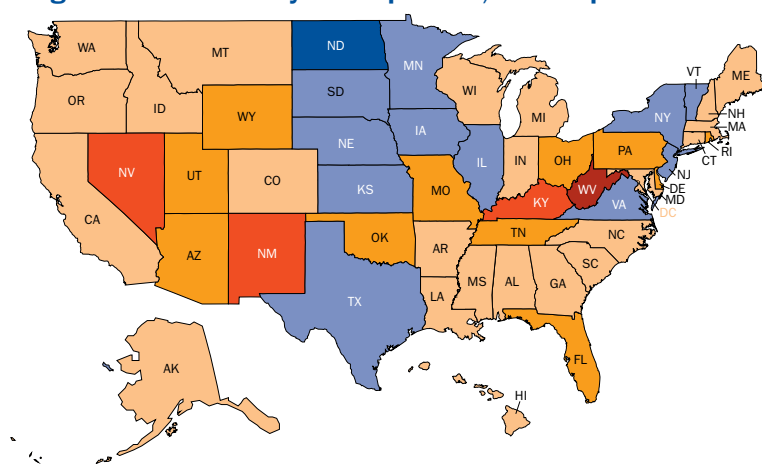 ND
WA
MT
MN
VT
ME
SD
WI
OR
ID
WY
MI
NY
NH
MA
IA
NE
PA
RI
IL
IN
OH
CT
NV
UT
CO
NJ
KS
MO
WV
DE
KY
VA
MD
DC
CA
TN
NC
OK
AZ
NM
AR
SC
MS
AL
GA
LA
TX
FL
AK
HI